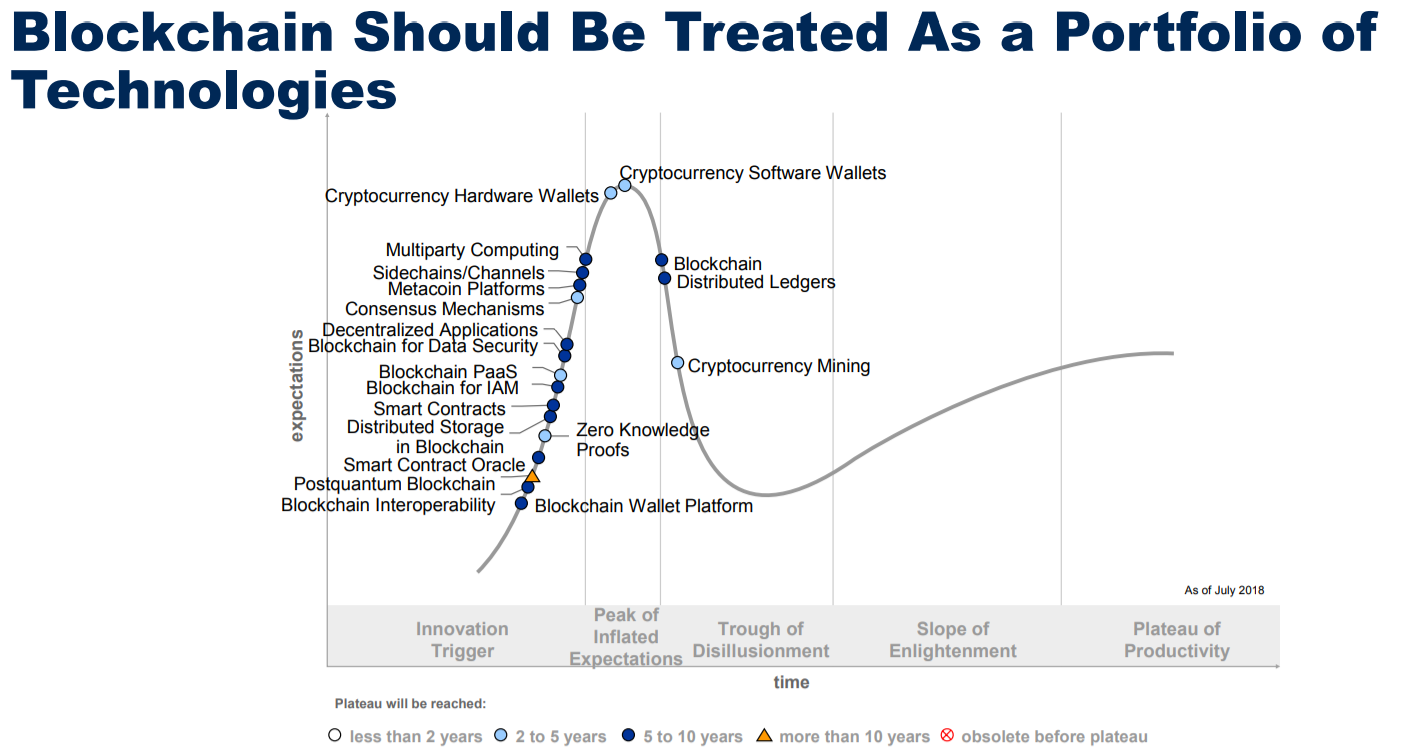 Blockchain Should Be Treated As a Portfolio of
Technologies
Cryptocurrency Software Wallets
Cryptocurrency Hardware Wallets
Multiparty Computing
Sidechains/Channels
Metacoin Platforms
Consensus Mechanisms
Decentralized Applications
Blockchain for Data Security
Blockchain PaaS
Blockchain for IAM
Smart Contracts
Distributed Storage
in Blockchain
Smart Contract Oracle
Postquantum Blockchain
Blockchain Interoperability
Zero Knowledge
Proofs
Blockchain Wallet Platform
Blockchain
Distributed Ledgers
Cryptocurrency Mining
expectations
As of July 2018
Innovation
Trigger
Peak of
Inflated
Expectations
Trough of
Disillusionment
Slope of
Enlightenment
Plateau of
Productivity
time
Plateau will be reached:
less than 2 years
2 to 5 years
5 to 10 years
more than 10 years
obsolete before plateau